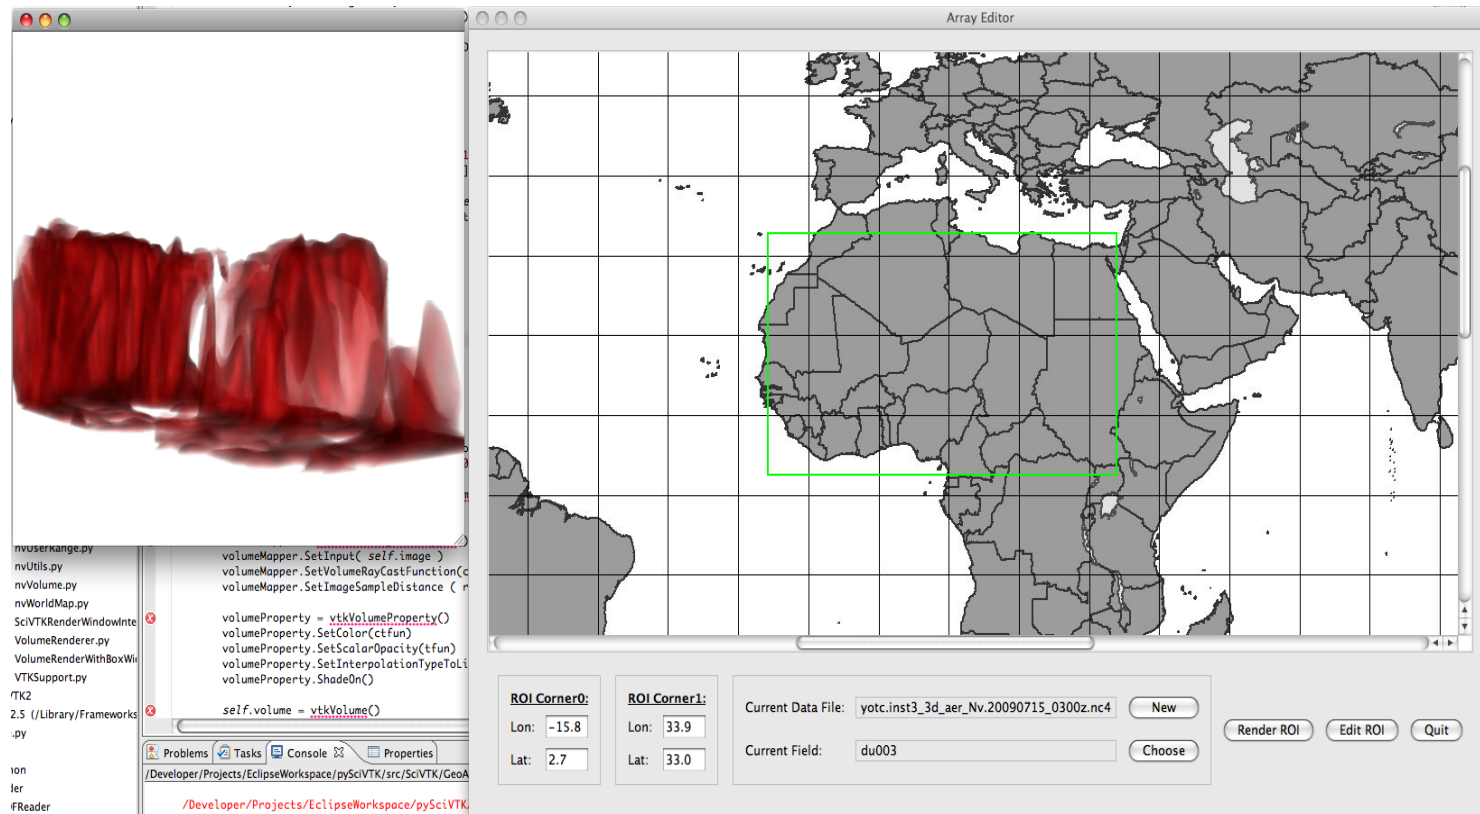 Array Editor
nvUserRange.py
nvUtils.py
nvVolume.py
nvWorldMap.py
SciVTKRenderWindowInte
VolumeRenderer.py
VolumeRenderWithBoxWi
VTKSupport.py
TK2
2.5 (/Library/Frameworks
.py
volumeMapper.SetInput( self.image )
volumeMapper.SetVolumeRayCastFunction(c
volumeMapper.SetImageSampleDistance ( r
volumeProperty = vtkVolumeProperty()
volumeProperty.SetColor(ctfun)
volumeProperty.SetScalarOpacity(tfun)
volumeProperty.SetInterpolationTypeToLi
volumeProperty.ShadeOn()
self.volume = vtkVolume()
Problems Tasks Console Properties
/Developer/Projects/EclipseWorkspace/pySciVTK/src/SciVTK/GeoA
/Developer/Projects/EclipseWorkspace/pySciVTK
FReader
ROI Corner0:
Lon: -15.8
Lat: 2.7
ROI Corner1:
Lon: 33.9
Lat: 33.0
Current Data File: yotc.inst3_3d_aer_Nv.20090715_0300z.nc4 New
Current Field: du003 Choose
Render ROI Edit ROI Quit